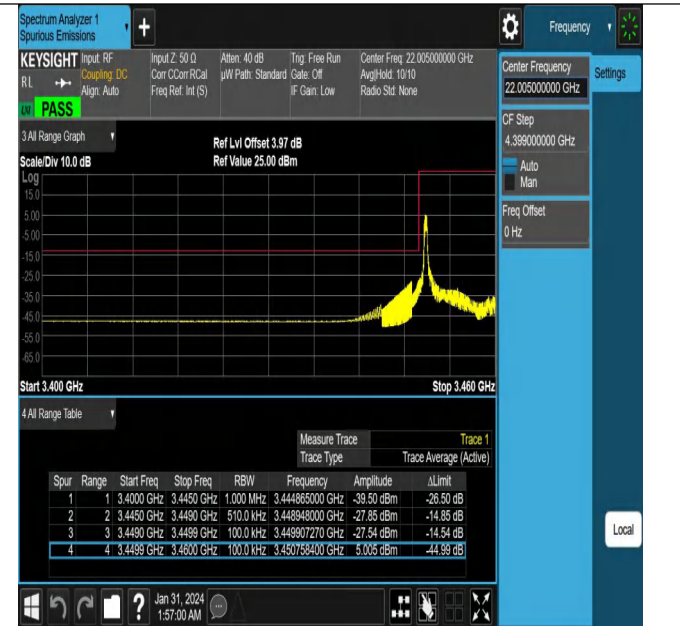 Spectrum Analyzer 1
Spurious Emissions
Frequency
KEYSIGHT Input: RF Input Z: 50 Ω Atten: 40 dB Trig: Free Run Center Freq: 22.005000000 GHz
RL Coupling: DC Corr CCorr RCal µW Path: Standard Gate: Off Avg|Hold: 10/10
Align: Auto Freq Ref: Int (S) IF Gain: Low Radio Std: None
PASS
Center Frequency
22.005000000 GHz
Settings
CF Step
4.399000000 GHz
Auto
Man
Freq Offset
0 Hz
3 All Range Graph
Ref Lvl Offset 3.97 dB
Scale/Div 10.0 dB Ref Value 25.00 dBm
Log
15.0
5.00
-5.00
-15.0
-25.0
-35.0
-45.0
-55.0
-65.0
Start 3.400 GHz Stop 3.460 GHz
4 All Range Table
Measure Trace Trace 1
Trace Type Trace Average (Active)
Spur Range Start Freq Stop Freq RBW Frequency Amplitude ΔLimit
1 1 3.4000 GHz 3.4450 GHz 1.000 MHz 3.444865000 GHz -39.50 dBm -26.50 dB
2 2 3.4450 GHz 3.4490 GHz 510.0 kHz 3.448948000 GHz -27.85 dBm -14.85 dB
3 3 3.4490 GHz 3.4499 GHz 100.0 kHz 3.449907270 GHz -27.54 dBm -14.54 dB
4 4 3.4499 GHz 3.4600 GHz 100.0 kHz 3.450758400 GHz 5.005 dBm -44.99 dB
Local
Jan 31, 2024
1:57:00 AM